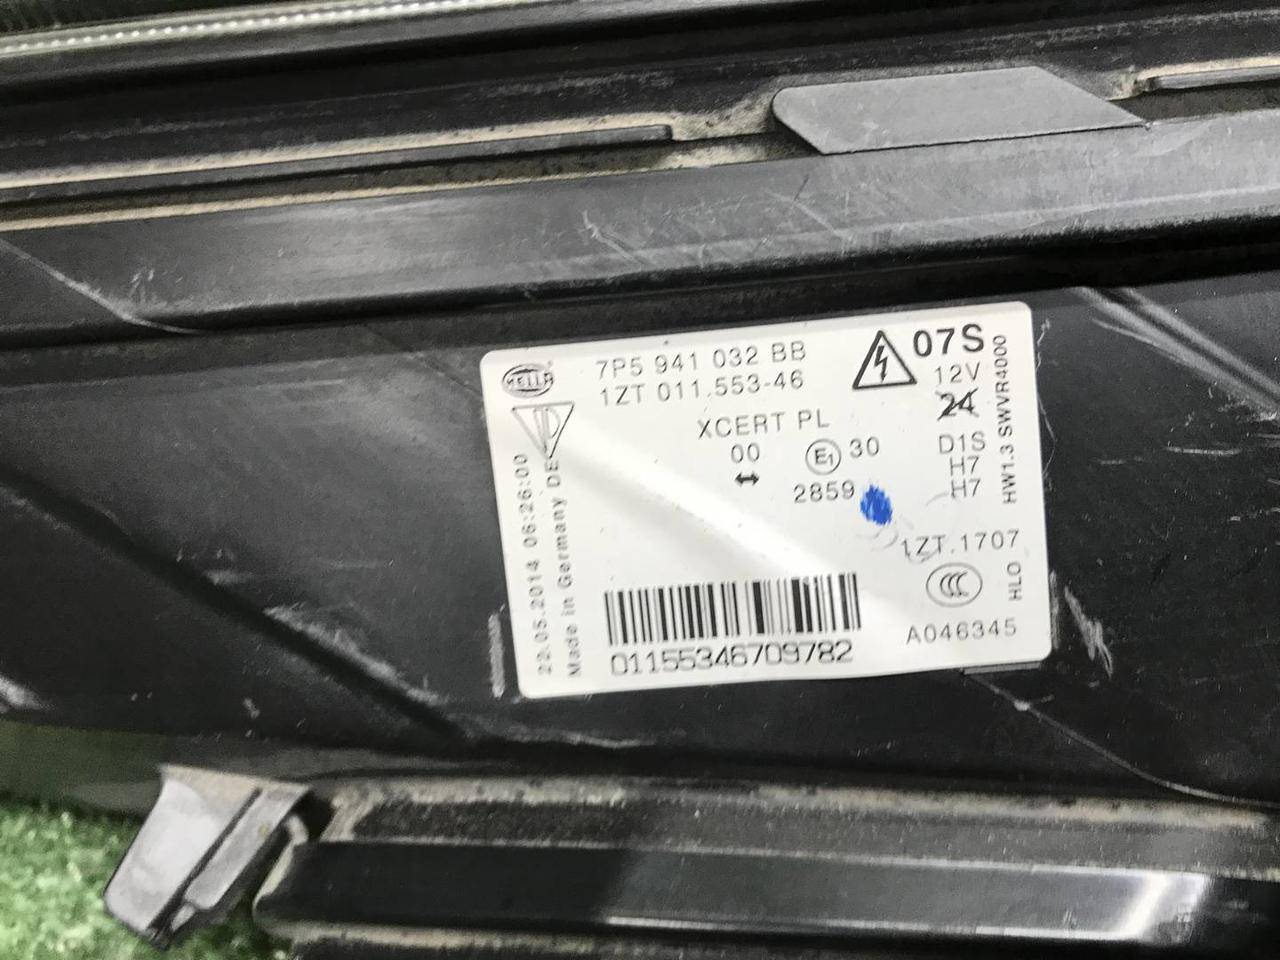 HELLA
7P5 941 032 BB
1ZT 011.553-46
07S
12V
24
XCERT PL
00
E1
30
2859
D1S
H7
H7
HW1.3 SWVR4000
22.05.2014 06:26:00
Made in Germany DE
1ZT.1707
CCC
HLO
A046345
01155346709782